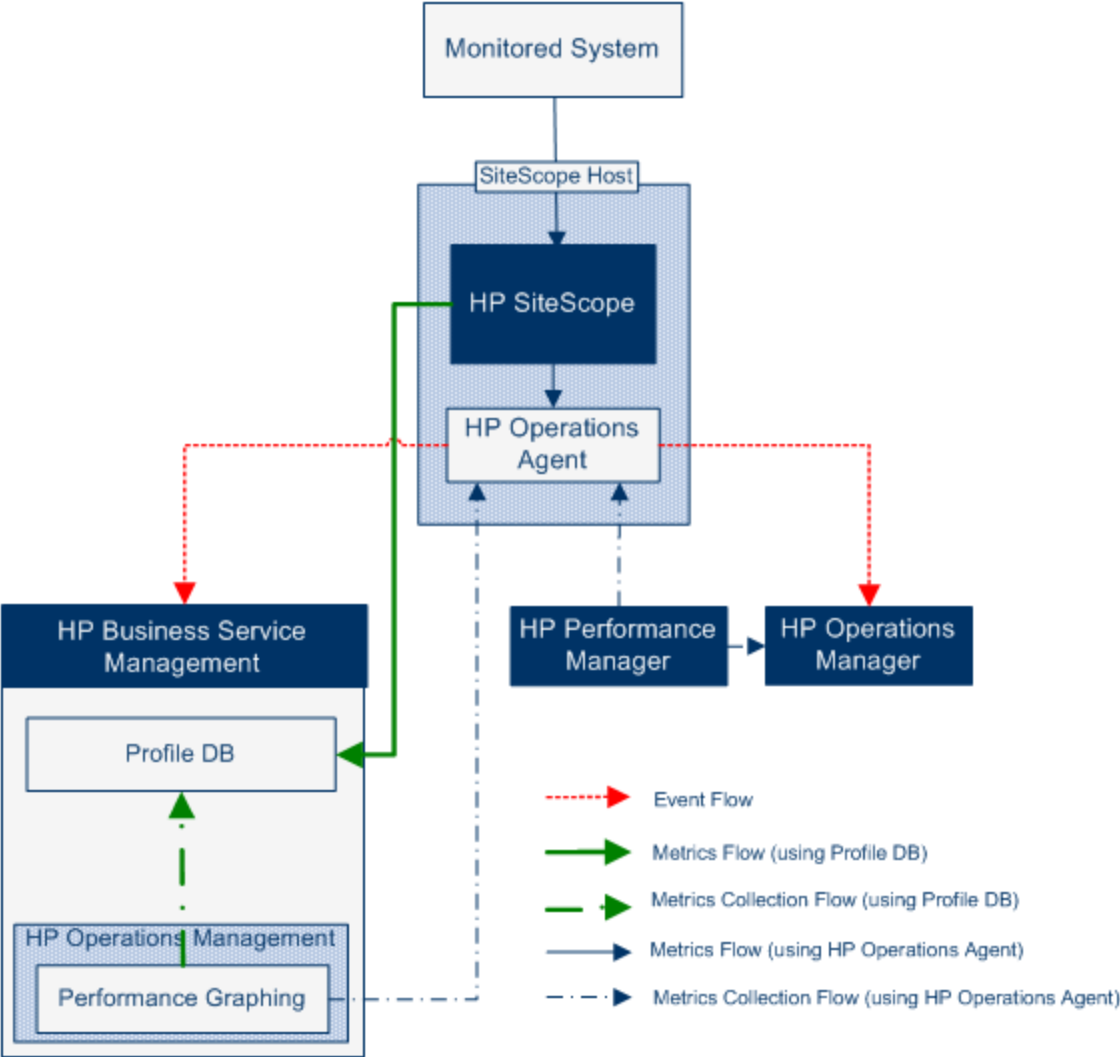 Monitored System
SiteScope Host
HP SiteScope
HP Operations
Agent
HP Business Service
Management
HP Performance
Manager
HP Operations
Manager
Profile DB
HP Operations Management
Performance Graphing
Event Flow
Metrics Flow (using Profile DB)
Metrics Collection Flow (using Profile DB)
Metrics Flow (using HP Operations Agent)
Metrics Collection Flow (using HP Operations Agent)